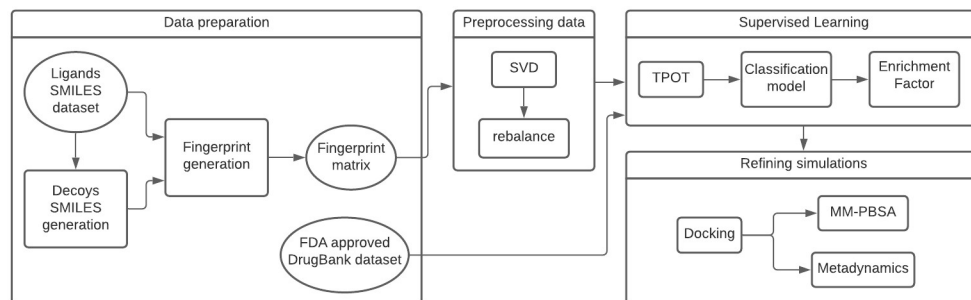 Data preparation
Ligands
SMILES
dataset
Decoys
SMILES
generation
Fingerprint
generation
Fingerprint
matrix
FDA approved
DrugBank dataset
Preprocessing data
SVD
rebalance
Supervised Learning
TPOT
Classification
model
Enrichment
Factor
Refining simulations
Docking
MM-PBSA
Metadynamics